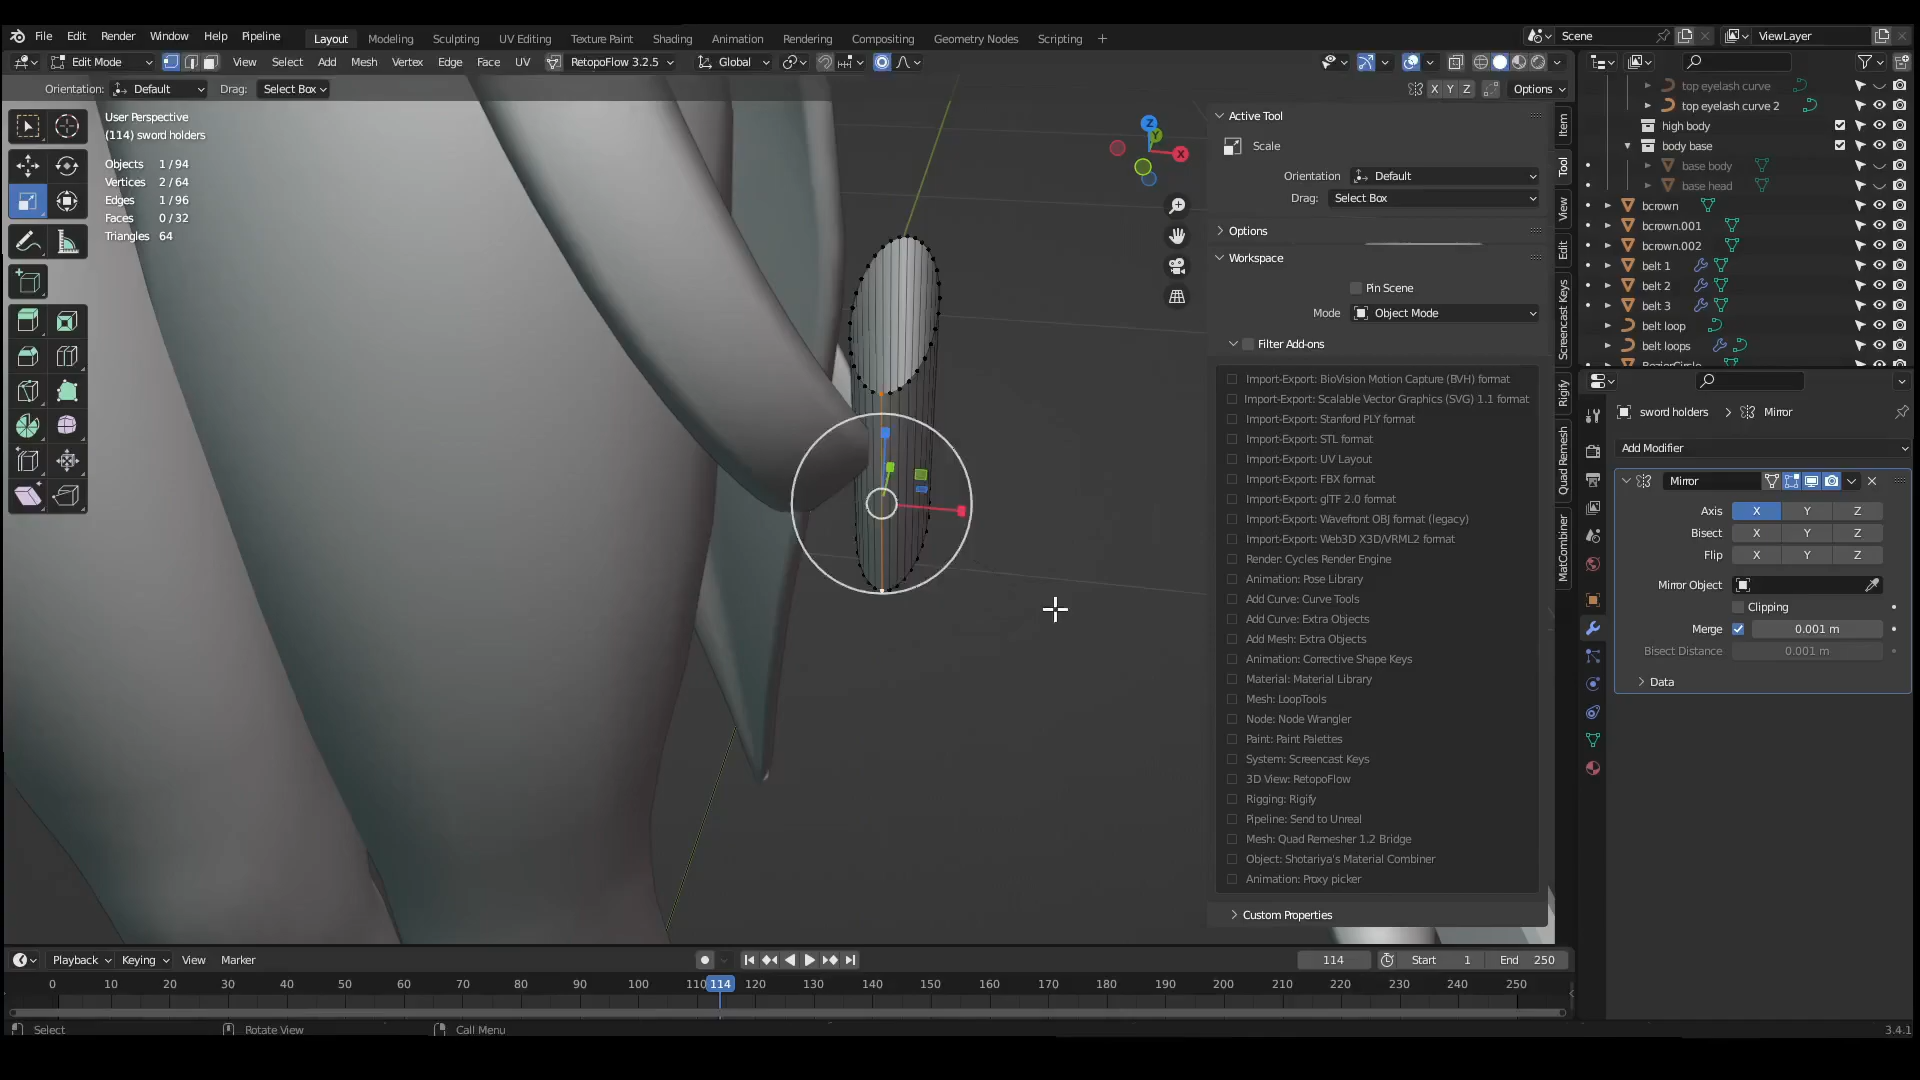 File Edit Render Window Help Pipeline Layout Modeling Sculpting UV Editing Texture Paint Shading Animation Rendering Compositing Geometry Nodes Scripting +
Scene
ViewLayer
Edit Mode View Select Add Mesh Vertex Edge Face UV RetopoFlow 3.2.5 Global
Orientation: Default Drag: Select Box
X Y Z Options
User Perspective
(114) sword holders
Objects 1/94
Vertices 2/64
Edges 1/96
Faces 0/32
Triangles 64
Z
Y
X
Active Tool
Scale
Orientation Default
Drag: Select Box
Options
Workspace
Pin Scene
Mode Object Mode
Filter Add-ons
Import-Export: BioVision Motion Capture (BVH) format
Import-Export: Scalable Vector Graphics (SVG) 1.1 format
Import-Export: Stanford PLY format
Import-Export: STL format
Import-Export: UV Layout
Import-Export: FBX format
Import-Export: glTF 2.0 format
Import-Export: Wavefront OBJ format (legacy)
Import-Export: Web3D X3D/VRML2 format
Render: Cycles Render Engine
Animation: Pose Library
Add Curve: Curve Tools
Add Curve: Extra Objects
Add Mesh: Extra Objects
Animation: Corrective Shape Keys
Material: Material Library
Mesh: LoopTools
Node: Node Wrangler
Paint: Paint Palettes
System: Screencast Keys
3D View: RetopoFlow
Rigging: Rigify
Pipeline: Send to Unreal
Mesh: Quad Remesher 1.2 Bridge
Object: Shotariya's Material Combiner
Animation: Proxy picker
Custom Properties
Item
Tool
View
Edit
Screencast Keys
Rigify
Quad Remesh
MatCombiner
top eyelash curve
top eyelash curve 2
high body
body base
base body
base head
bcrown
bcrown.001
bcrown.002
belt 1
belt 2
belt 3
belt loop
belt loops
BezierCircle
sword holders > Mirror
Add Modifier
Mirror
Axis X Y Z
Bisect X Y Z
Flip X Y Z
Mirror Object
Clipping
Merge 0.001 m
Bisect Distance 0.001 m
Data
Playback Keying View Marker
114 Start 1 End 250
0 10 20 30 40 50 60 70 80 90 100 110 114 120 130 140 150 160 170 180 190 200 210 220 230 240 250
Select Rotate View Call Menu
3.4.1